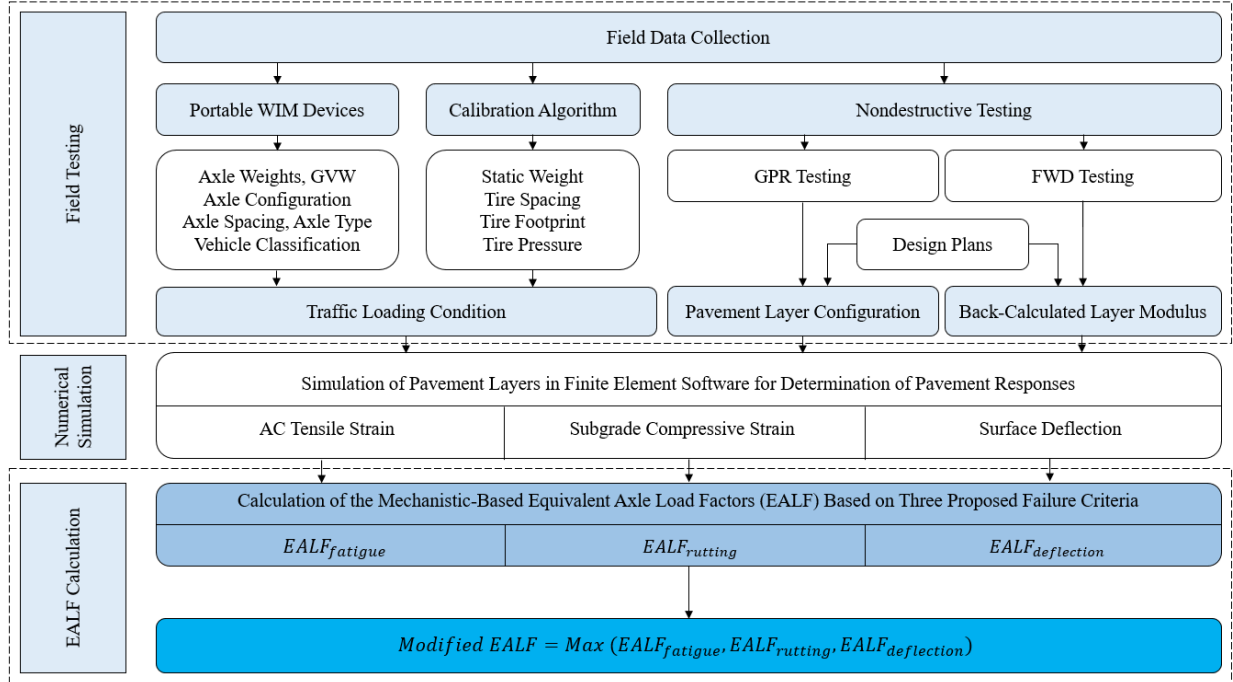 Field Testing
Field Data Collection
Portable WIM Devices
Calibration Algorithm
Nondestructive Testing
Axle Weights, GVW
Axle Configuration
Axle Spacing, Axle Type
Vehicle Classification
Static Weight
Tire Spacing
Tire Footprint
Tire Pressure
GPR Testing
FWD Testing
Design Plans
Traffic Loading Condition
Pavement Layer Configuration
Back-Calculated Layer Modulus
Numerical
Simulation
Simulation of Pavement Layers in Finite Element Software for Determination of Pavement Responses
AC Tensile Strain
Subgrade Compressive Strain
Surface Deflection
EALF Calculation
Calculation of the Mechanistic-Based Equivalent Axle Load Factors (EALF) Based on Three Proposed Failure Criteria
EALF_fatigue
EALF_rutting
EALF_deflection
Modified EALF = Max (EALF_fatigue, EALF_rutting, EALF_deflection)